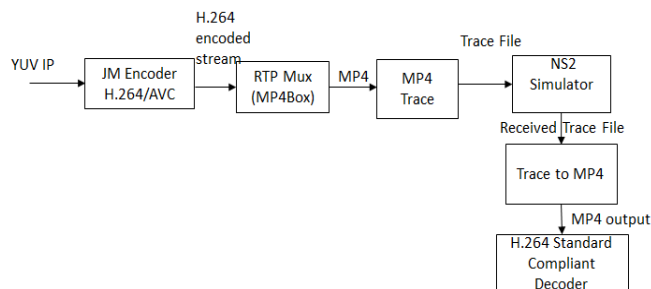 YUV IP
JM Encoder
H.264/AVC
H.264
encoded
stream
RTP Mux
(MP4Box)
MP4
MP4
Trace
Trace File
NS2
Simulator
Received Trace File
Trace to MP4
MP4 output
H.264 Standard
Compliant
Decoder